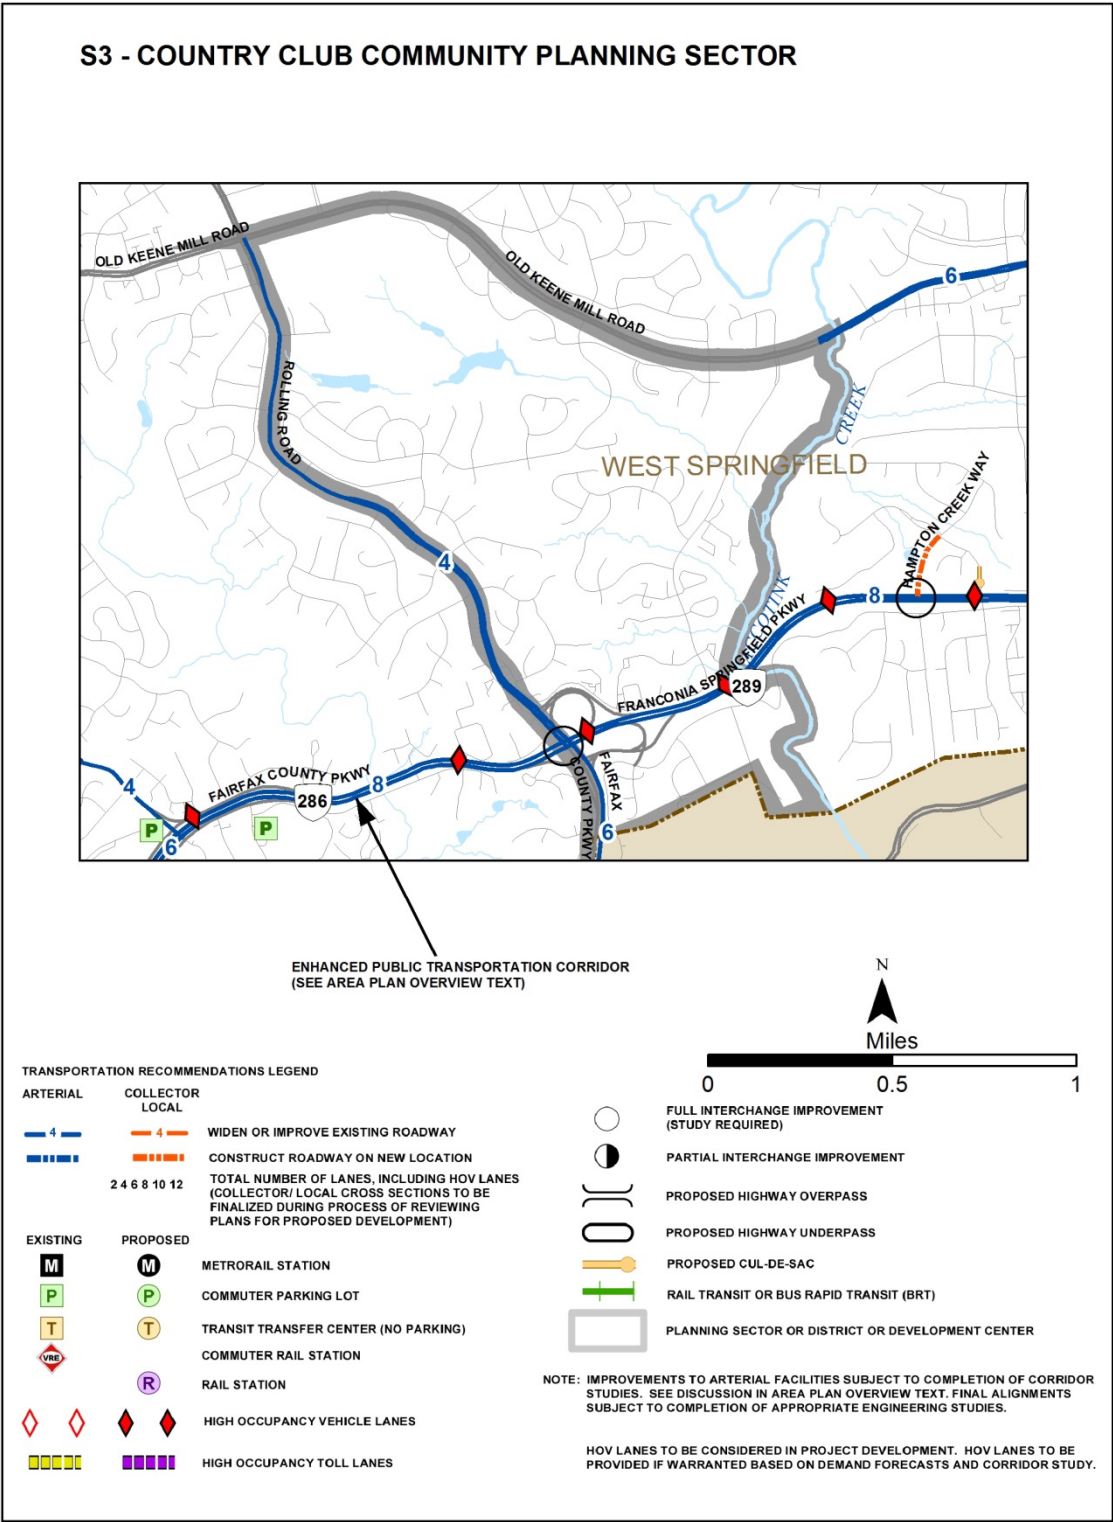 S3 - COUNTRY CLUB COMMUNITY PLANNING SECTOR
OLD KEENE MILL ROAD
OLD KEENE MILL ROAD
6
ROLLING ROAD
CREEK
WEST SPRINGFIELD
HAMPTON CREEK WAY
4
8
FRANCONIA SPRINGFIELD PKWY
289
FAIRFAX COUNTY PKWY
8
286
4
P
P
6
FAIRFAX
COUNTY PKWY
6
ENHANCED PUBLIC TRANSPORTATION CORRIDOR
(SEE AREA PLAN OVERVIEW TEXT)
N
Miles
0 0.5 1
TRANSPORTATION RECOMMENDATIONS LEGEND
ARTERIAL COLLECTOR
LOCAL
4 4 WIDEN OR IMPROVE EXISTING ROADWAY
CONSTRUCT ROADWAY ON NEW LOCATION
2 4 6 8 10 12 TOTAL NUMBER OF LANES, INCLUDING HOV LANES
(COLLECTOR/ LOCAL CROSS SECTIONS TO BE
FINALIZED DURING PROCESS OF REVIEWING
PLANS FOR PROPOSED DEVELOPMENT)
EXISTING PROPOSED
M M METRORAIL STATION
P P COMMUTER PARKING LOT
T T TRANSIT TRANSFER CENTER (NO PARKING)
VRE COMMUTER RAIL STATION
R RAIL STATION
HIGH OCCUPANCY VEHICLE LANES
HIGH OCCUPANCY TOLL LANES
FULL INTERCHANGE IMPROVEMENT
(STUDY REQUIRED)
PARTIAL INTERCHANGE IMPROVEMENT
PROPOSED HIGHWAY OVERPASS
PROPOSED HIGHWAY UNDERPASS
PROPOSED CUL-DE-SAC
RAIL TRANSIT OR BUS RAPID TRANSIT (BRT)
PLANNING SECTOR OR DISTRICT OR DEVELOPMENT CENTER
NOTE: IMPROVEMENTS TO ARTERIAL FACILITIES SUBJECT TO COMPLETION OF CORRIDOR
STUDIES. SEE DISCUSSION IN AREA PLAN OVERVIEW TEXT. FINAL ALIGNMENTS
SUBJECT TO COMPLETION OF APPROPRIATE ENGINEERING STUDIES.
HOV LANES TO BE CONSIDERED IN PROJECT DEVELOPMENT. HOV LANES TO BE
PROVIDED IF WARRANTED BASED ON DEMAND FORECASTS AND CORRIDOR STUDY.